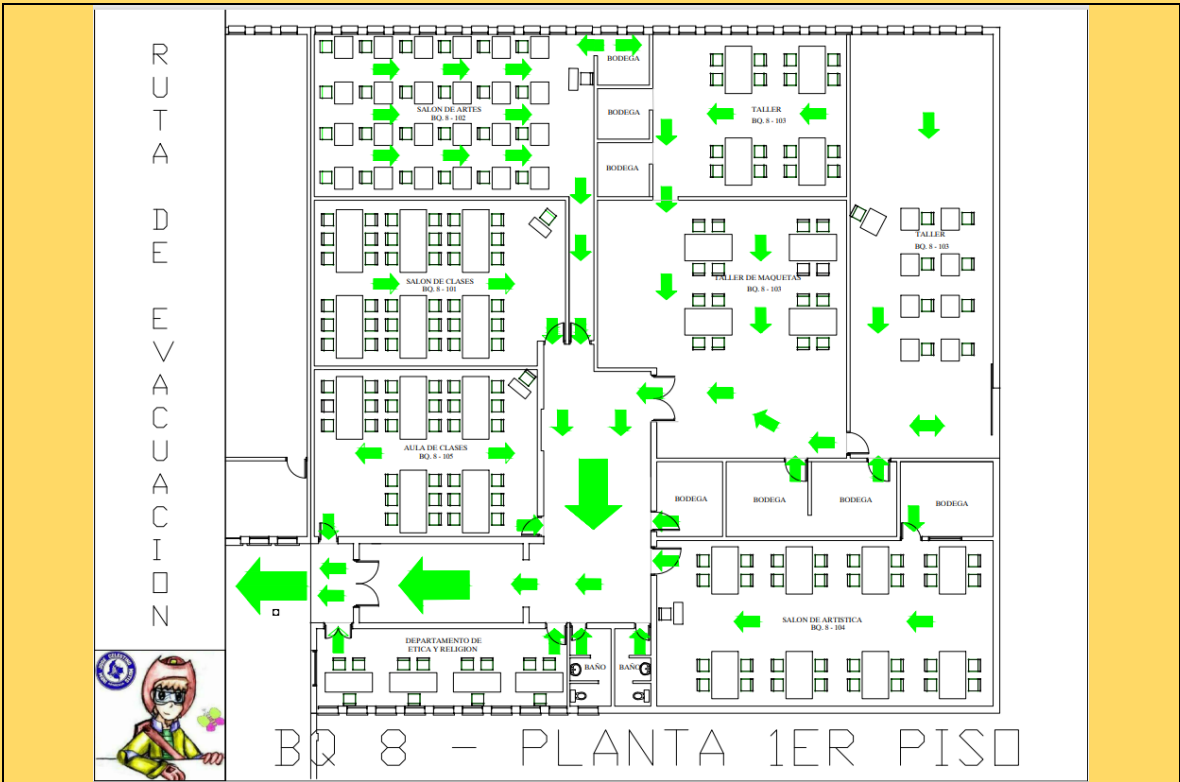 RUTA DE EVACUACION
SALON DE ARTES
BQ. 8 - 102
BODEGA
BODEGA
BODEGA
TALLER
BQ. 8 - 103
TALLER
BQ. 8 - 103
SALON DE CLASES
BQ. 8 - 101
TALLER DE MAQUETAS
BQ. 8 - 103
AULA DE CLASES
BQ. 8 - 105
BODEGA
BODEGA
BODEGA
BODEGA
SALON DE ARTISTICA
BQ. 8 - 104
DEPARTAMENTO DE
ETICA Y RELIGION
BAÑO
BAÑO
BQ 8 - PLANTA 1ER PISO